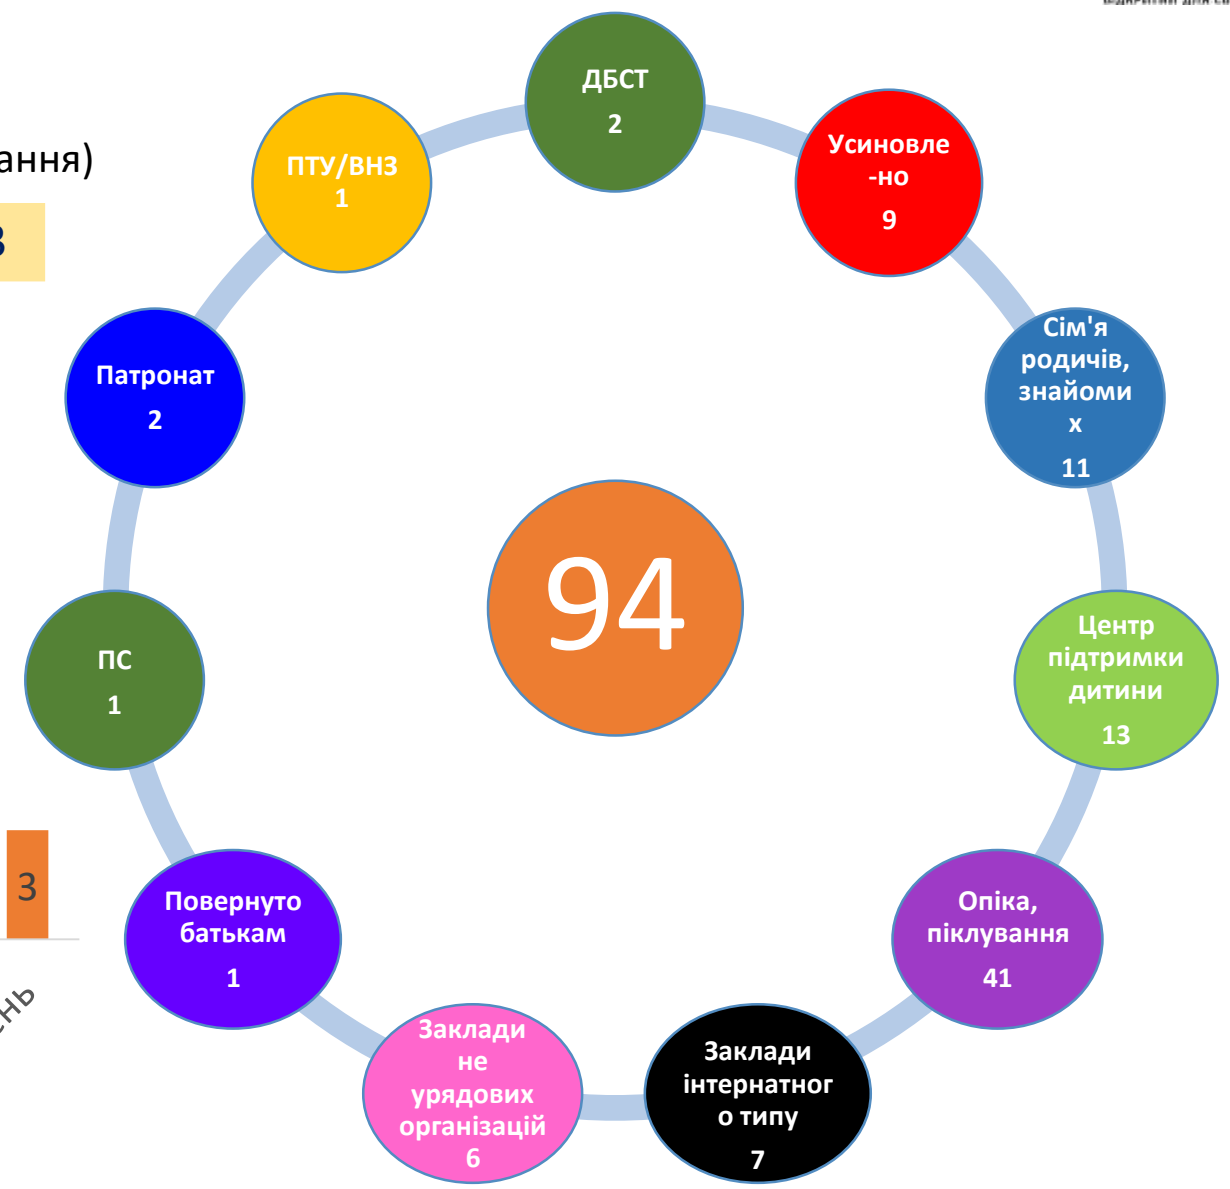 ання)
3
ДБСТ
2
Усиновле
-но
9
Сім'я
родичів,
знайоми
х
11
Центр
підтримки
дитини
13
Опіка,
піклування
41
Заклади
інтернатног
о типу
7
Заклади
не
урядових
організацій
6
Повернуто
батькам
1
ПС
1
Патронат
2
ПТУ/ВНЗ
1
94
3
ень